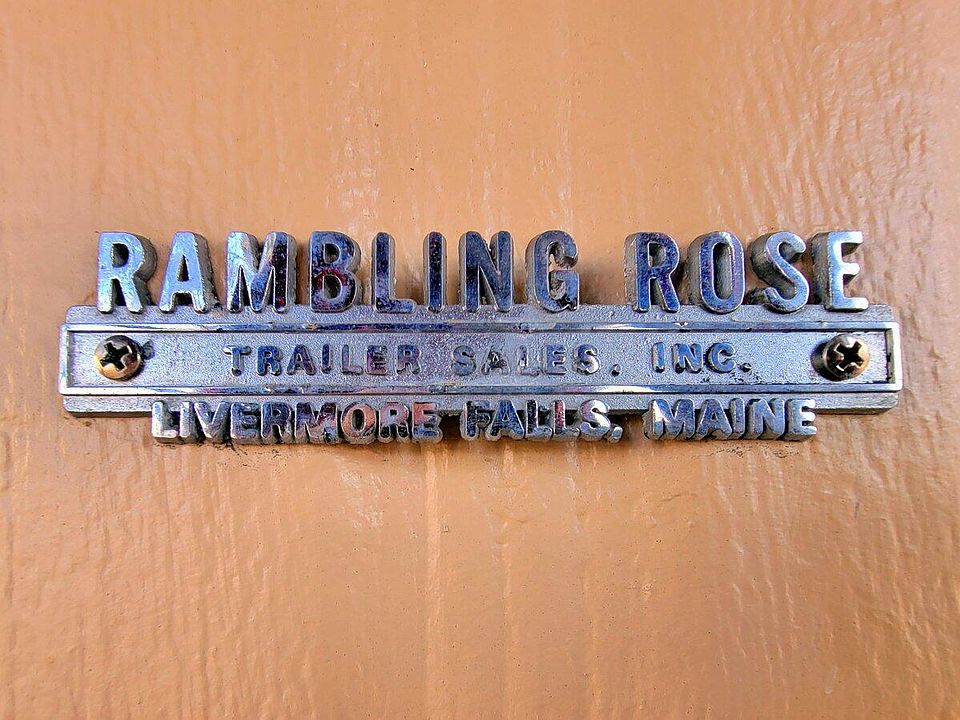 RAMBLING ROSE
TRAILER SALES. INC.
LIVERMORE FALLS, MAINE